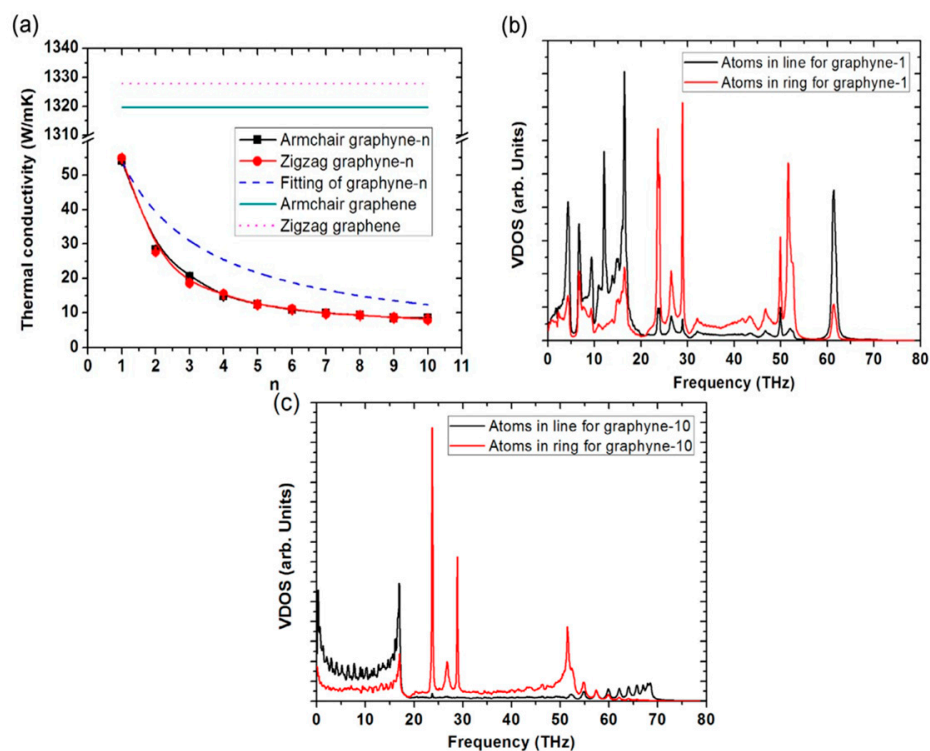 (a)
Thermal conductivity (W/mK)
1340
1330
1320
1310
50
40
30
20
10
0
Armchair graphyne-n
Zigzag graphyne-n
Fitting of graphyne-n
Armchair graphene
Zigzag graphene
0 1 2 3 4 5 6 7 8 9 10 11
n
(b)
VDOS (arb. Units)
Atoms in line for graphyne-1
Atoms in ring for graphyne-1
0 10 20 30 40 50 60 70 80
Frequency (THz)
(c)
VDOS (arb. Units)
Atoms in line for graphyne-10
Atoms in ring for graphyne-10
0 10 20 30 40 50 60 70 80
Frequency (THz)